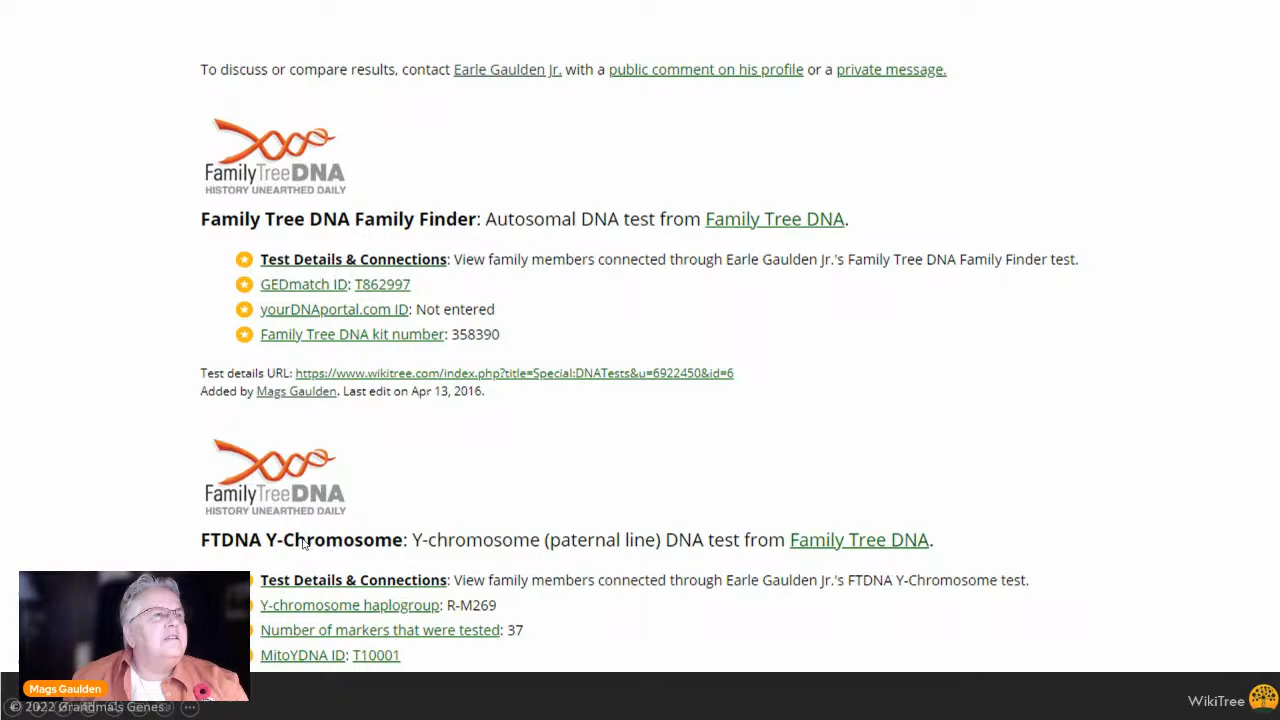 To discuss or compare results, contact Earle Gaulden Jr. with a public comment on his profile or a private message.
FamilyTreeDNA
HISTORY UNEARTHED DAILY
Family Tree DNA Family Finder: Autosomal DNA test from Family Tree DNA.
Test Details & Connections: View family members connected through Earle Gaulden Jr.'s Family Tree DNA Family Finder test.
GEDmatch ID: T862997
yourDNAportal.com ID: Not entered
Family Tree DNA kit number: 358390
Test details URL: https://www.wikitree.com/index.php?title=Special:DNATests&u=6922450&id=6
Added by Mags Gaulden. Last edit on Apr 13, 2016.
FamilyTreeDNA
HISTORY UNEARTHED DAILY
FTDNA Y-Chromosome: Y-chromosome (paternal line) DNA test from Family Tree DNA.
Test Details & Connections: View family members connected through Earle Gaulden Jr.'s FTDNA Y-Chromosome test.
Y-chromosome haplogroup: R-M269
Number of markers that were tested: 37
MitoYDNA ID: T10001
Mags Gaulden
© 2022 Grandma's Genes
WikiTree